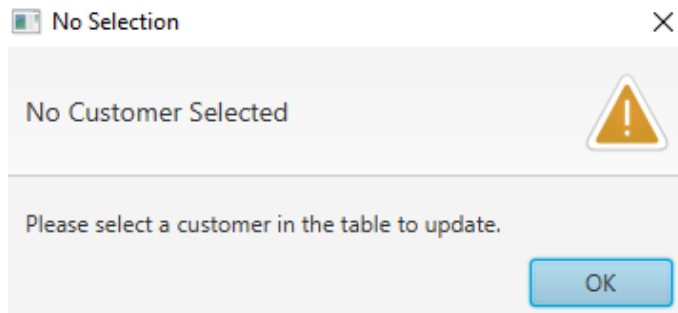 No Selection
No Customer Selected
Please select a customer in the table to update.
OK